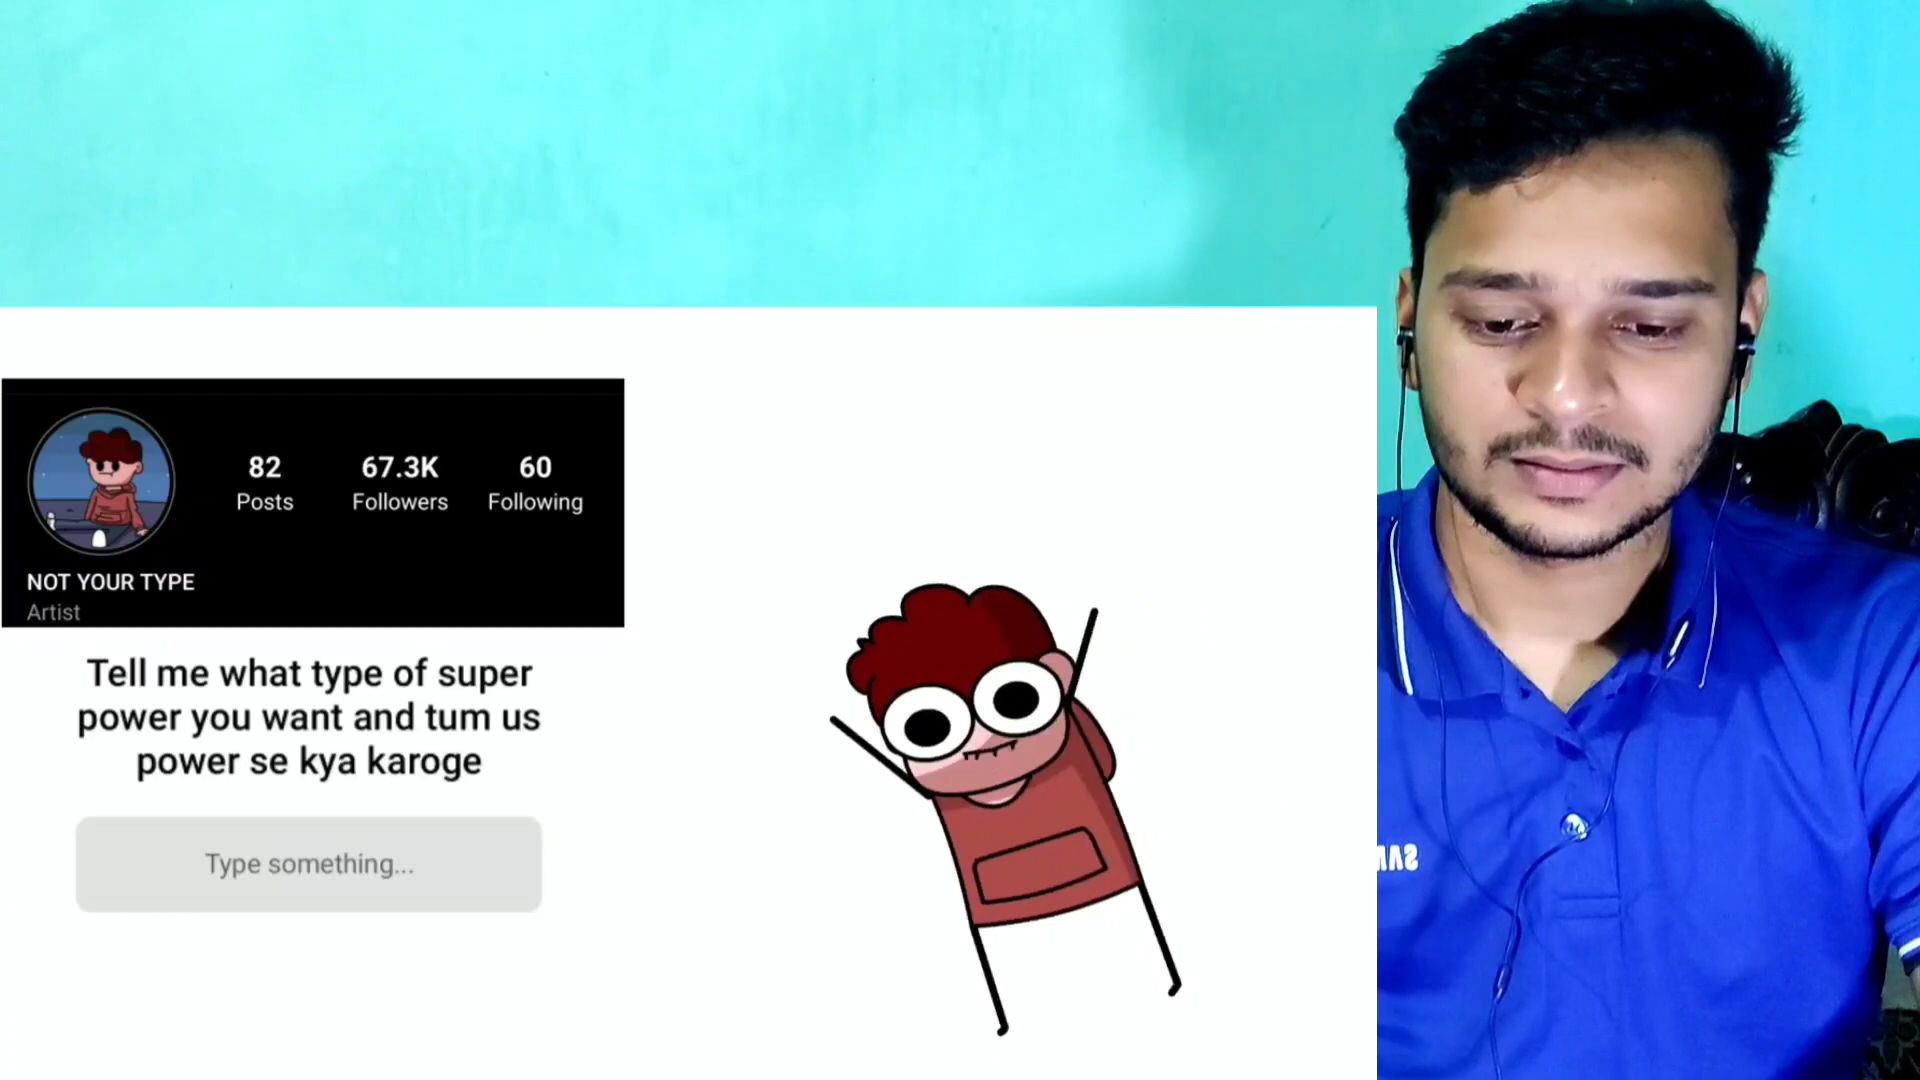 82
Posts
67.3K
Followers
60
Following
NOT YOUR TYPE
Artist
Tell me what type of super
power you want and tum us
power se kya karoge
Type something...